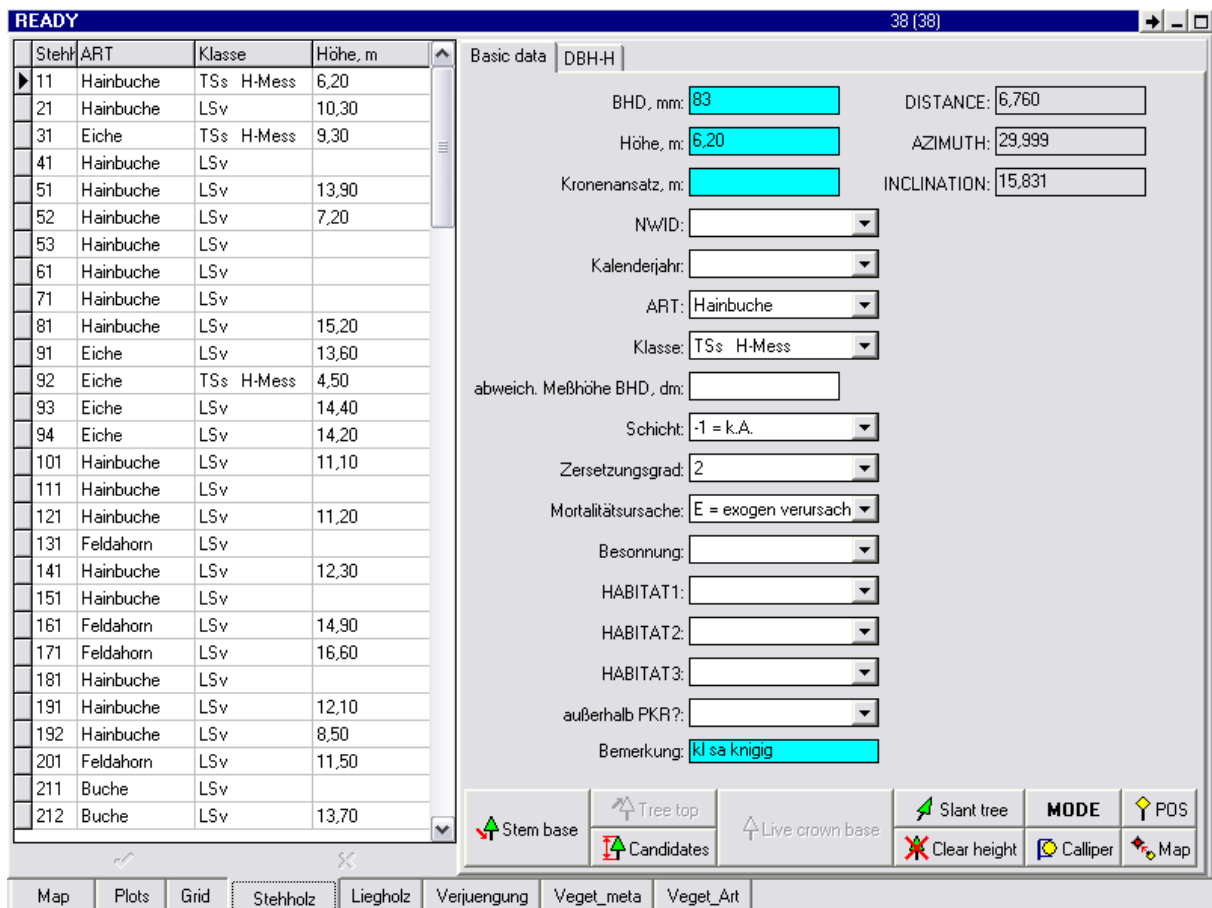 READY 38 (38)
Stehh ART Klasse Höhe, m
11 Hainbuche TSs H-Mess 6,20
21 Hainbuche LSv 10,30
31 Eiche TSs H-Mess 9,30
41 Hainbuche LSv
51 Hainbuche LSv 13,90
52 Hainbuche LSv 7,20
53 Hainbuche LSv
61 Hainbuche LSv
71 Hainbuche LSv
81 Hainbuche LSv 15,20
91 Eiche LSv 13,60
92 Eiche TSs H-Mess 4,50
93 Eiche LSv 14,40
94 Eiche LSv 14,20
101 Hainbuche LSv 11,10
111 Hainbuche LSv
121 Hainbuche LSv 11,20
131 Feldahorn LSv
141 Hainbuche LSv 12,30
151 Hainbuche LSv
161 Feldahorn LSv 14,90
171 Feldahorn LSv 16,60
181 Hainbuche LSv
191 Hainbuche LSv 12,10
192 Hainbuche LSv 8,50
201 Feldahorn LSv 11,50
211 Buche LSv
212 Buche LSv 13,70
Basic data DBH-H
BHD, mm: 83 DISTANCE: 6,760
Höhe, m: 6,20 AZIMUTH: 29,999
Kronenansatz, m: INCLINATION: 15,831
NWID:
Kalenderjahr:
ART: Hainbuche
Klasse: TSs H-Mess
abweich. Meßhöhe BHD, dm:
Schicht: -1 = k.A.
Zersetzungsgrad: 2
Mortalitätsursache: E = exogen verursach
Besonnung:
HABITAT1:
HABITAT2:
HABITAT3:
außerhalb PKR?:
Bemerkung: kl sa knigig
Stem base Tree top Live crown base Slant tree MODE POS
Candidates Clear height Calliper Map
Map Plots Grid Stehholz Liegholz Verjuengung Veget_meta Veget_Art